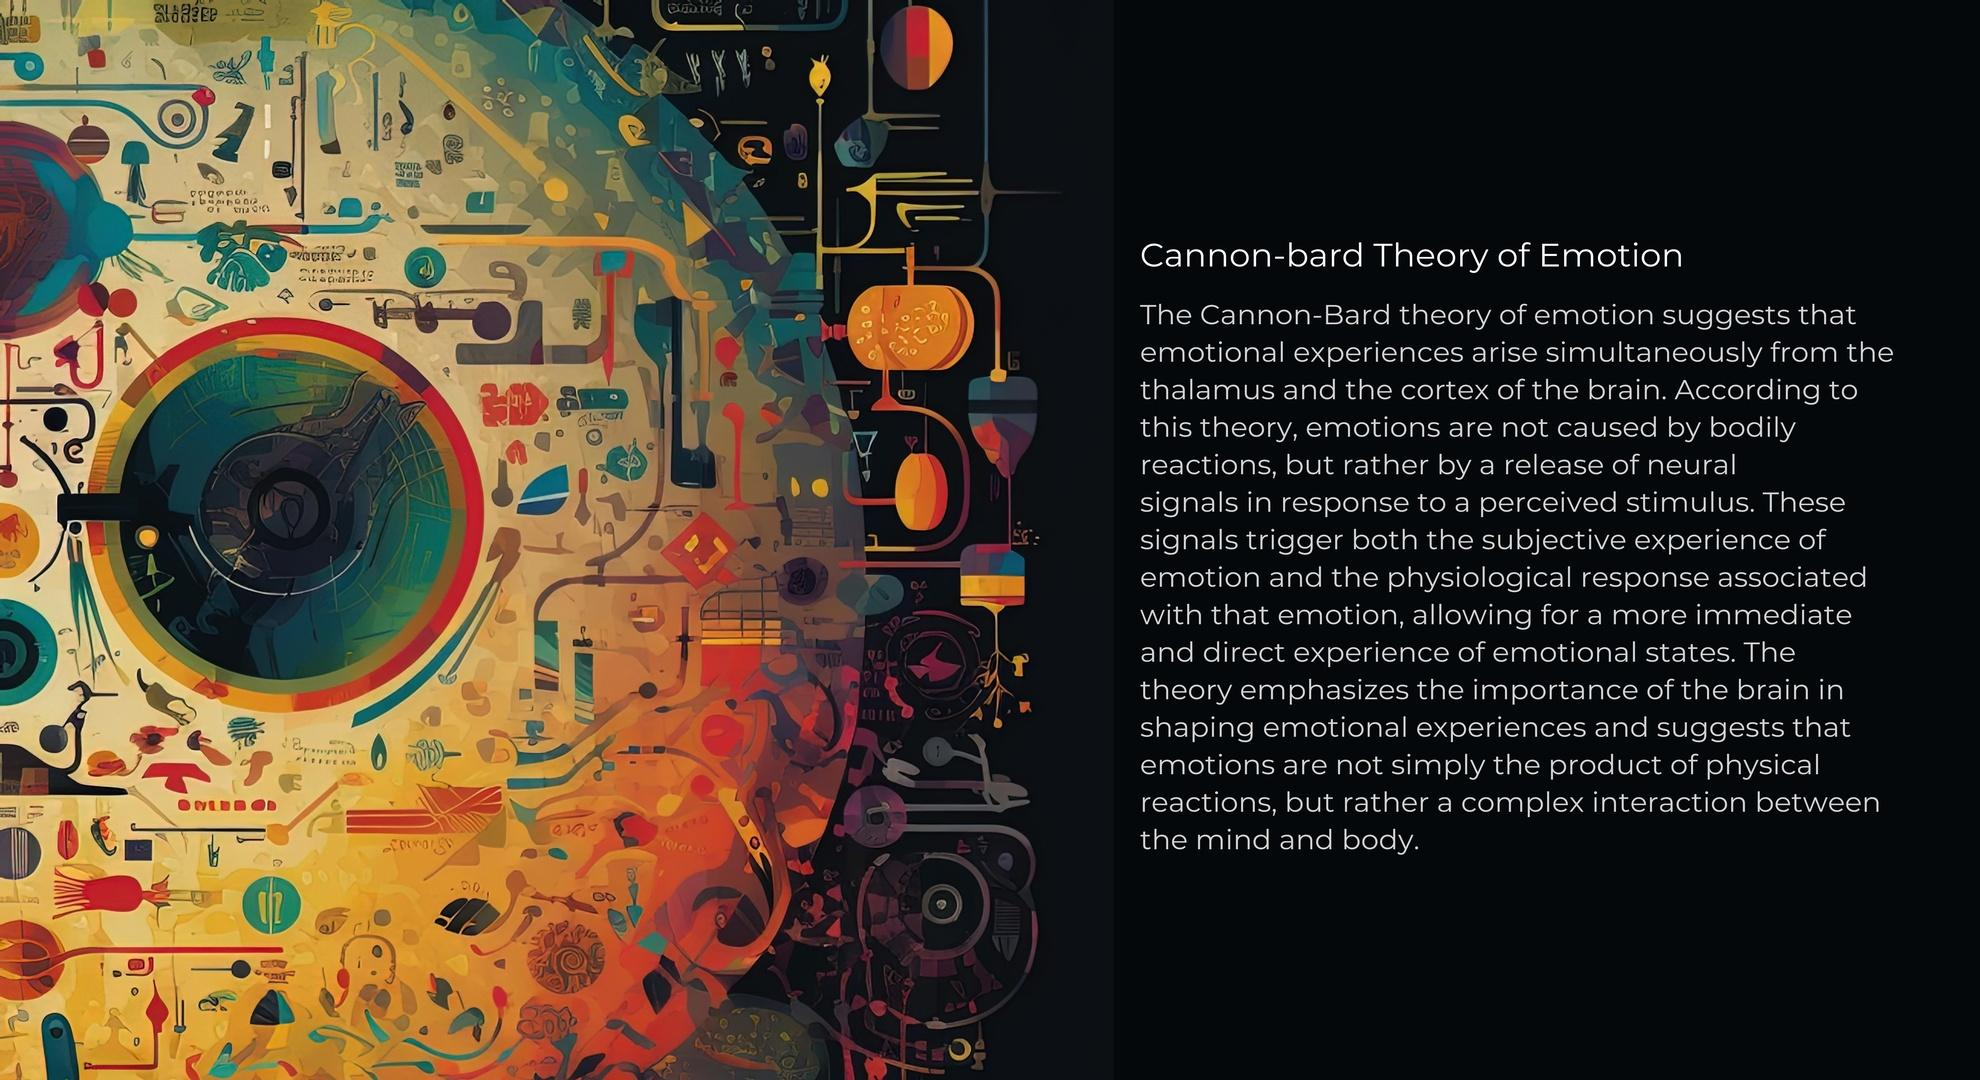 Cannon-bard Theory of Emotion
The Cannon-Bard theory of emotion suggests that
emotional experiences arise simultaneously from the
thalamus and the cortex of the brain. According to
this theory, emotions are not caused by bodily
reactions, but rather by a release of neural
signals in response to a perceived stimulus. These
signals trigger both the subjective experience of
emotion and the physiological response associated
with that emotion, allowing for a more immediate
and direct experience of emotional states. The
theory emphasizes the importance of the brain in
shaping emotional experiences and suggests that
emotions are not simply the product of physical
reactions, but rather a complex interaction between
the mind and body.